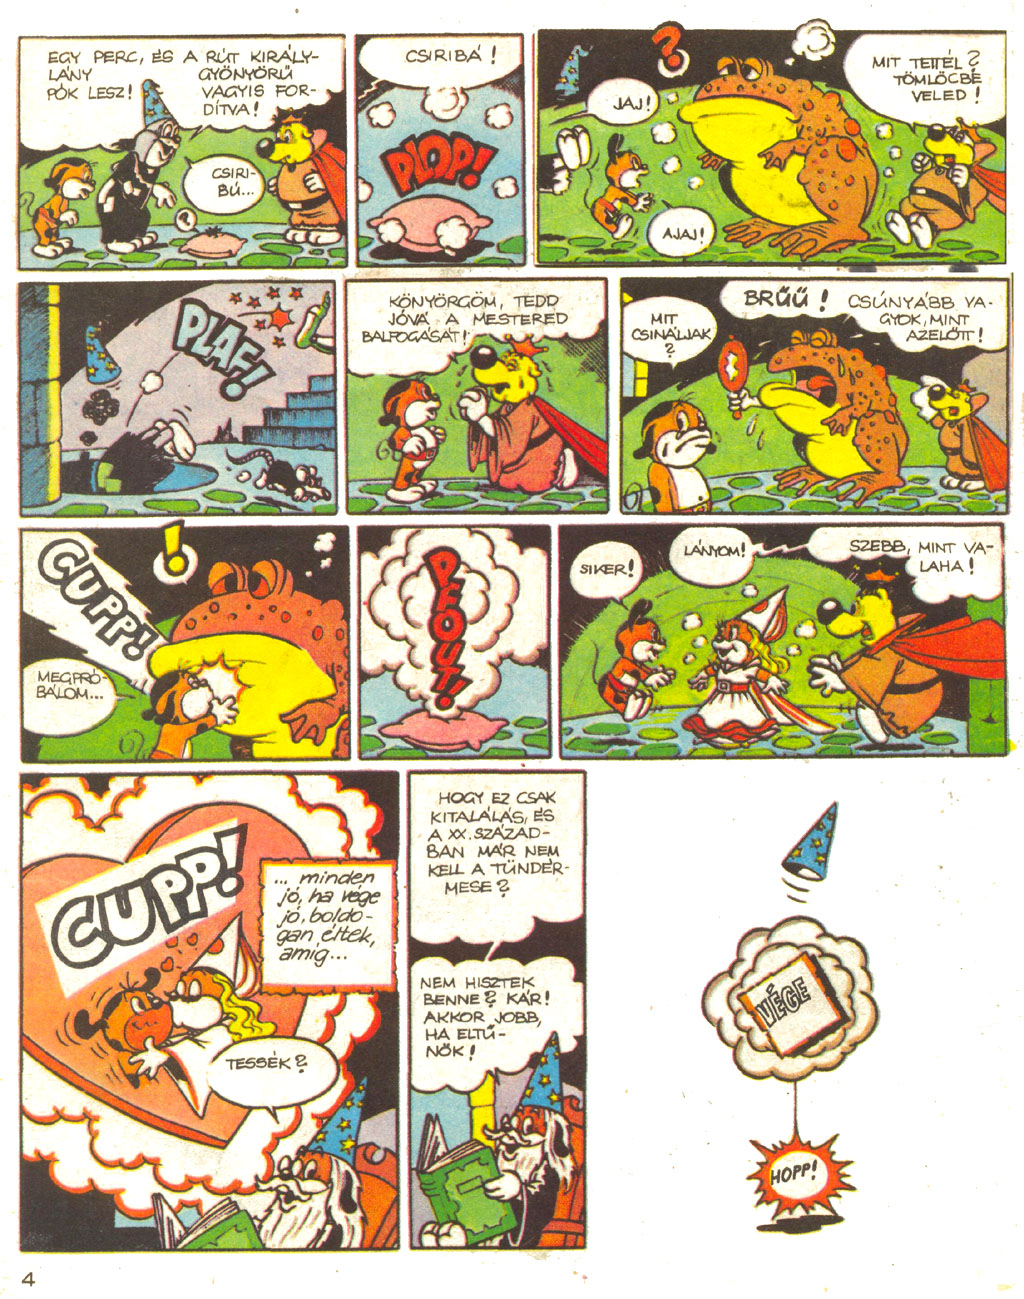 EGY PERC, ÉS A RÚT KIRÁLY-
LÁNY GYÖNYÖRŰ
PÓK LESZ! VAGYIS FOR-
DÍTVA!
CSIRI-
BÚ...
CSIRIBÁ!
PLOP!
?
JAJ!
AJAJ!
MIT TETTÉL?
TÖMLÖCBE
VELED!
PLAF!
KÖNYÖRGÖM, TEDD
JÓVÁ A MESTERED
BALFOGÁSÁT!
MIT
CSINÁLJAK
?
BRŰŰ! CSÚNYÁBB VA-
GYOK, MINT
AZELŐTT!
CUPP!
!
MEGPRÓ-
BÁLOM...
PFOUT!!
SIKER!
LÁNYOM!
SZEBB, MINT VA-
LAHA!
CUPP!
... minden
jó, ha vége
jó, boldo-
gan éltek,
amíg...
TESSÉK?
HOGY EZ CSAK
KITALÁLÁS, ÉS
A XX. SZÁZAD-
BAN MÁR NEM
KELL A TÜNDÉR-
MESE?
NEM HISZTEK
BENNE? KÁR!
AKKOR JOBB,
HA ELTŰ-
NÖK!
VÉGE
HOPP!
4